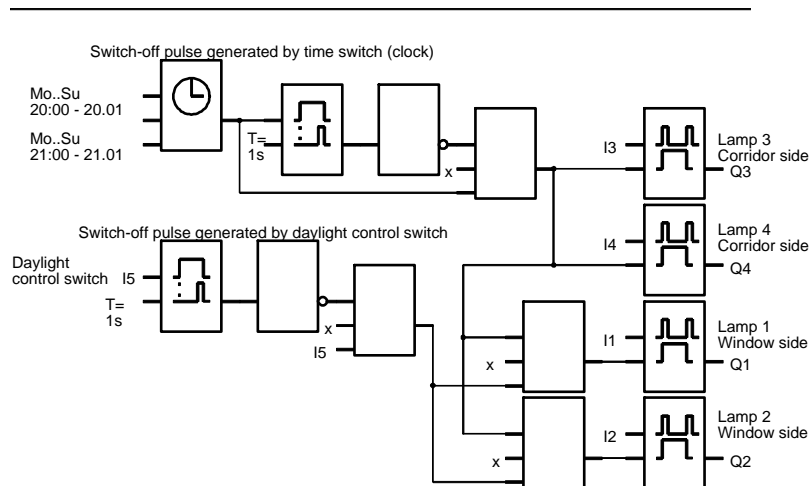 Switch-off pulse generated by time switch (clock)
Mo..Su
20:00 - 20.01
Mo..Su
21:00 - 21.01
T=
1s
x
I3
Lamp 3
Corridor side
Q3
Switch-off pulse generated by daylight control switch
I4
Lamp 4
Corridor side
Q4
Daylight
control switch
I5
T=
1s
x
I5
x
I1
Lamp 1
Window side
Q1
x
I2
Lamp 2
Window side
Q2